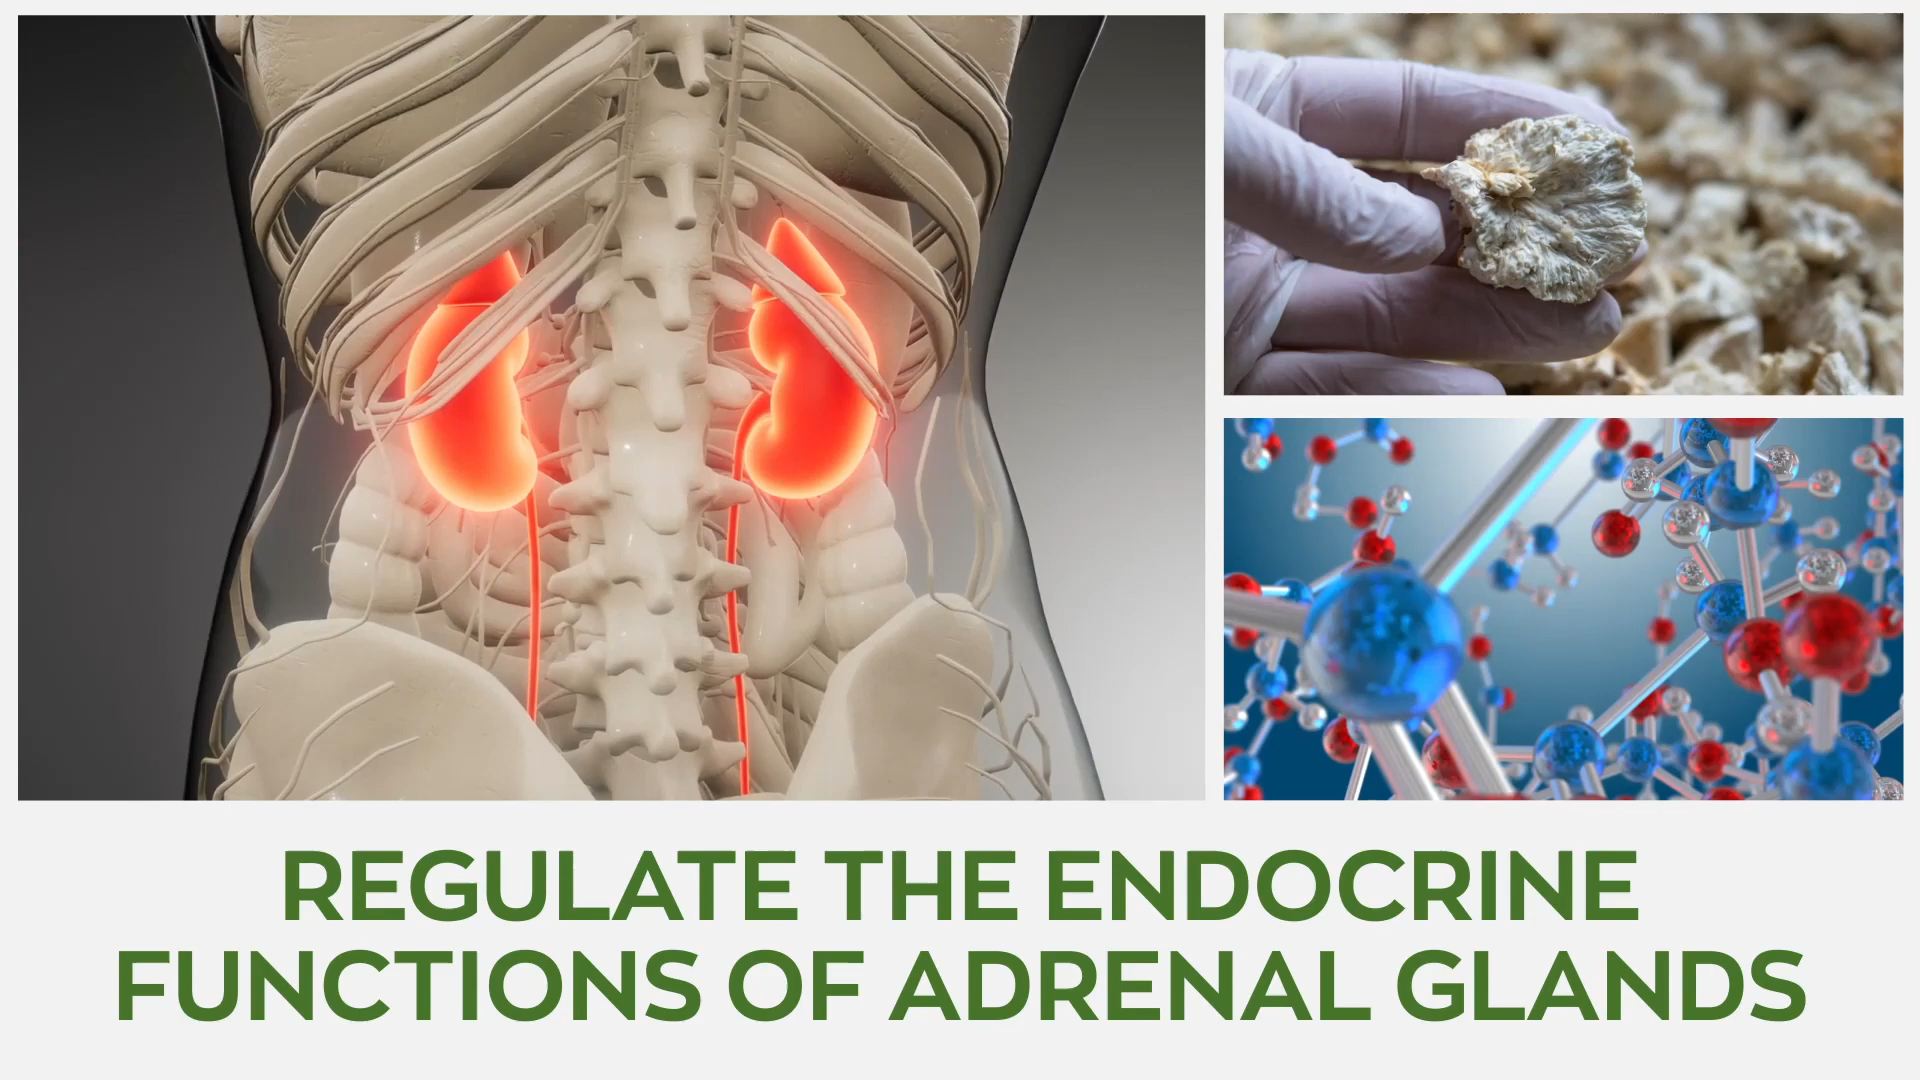 REGULATE THE ENDOCRINE
FUNCTIONS OF ADRENAL GLANDS